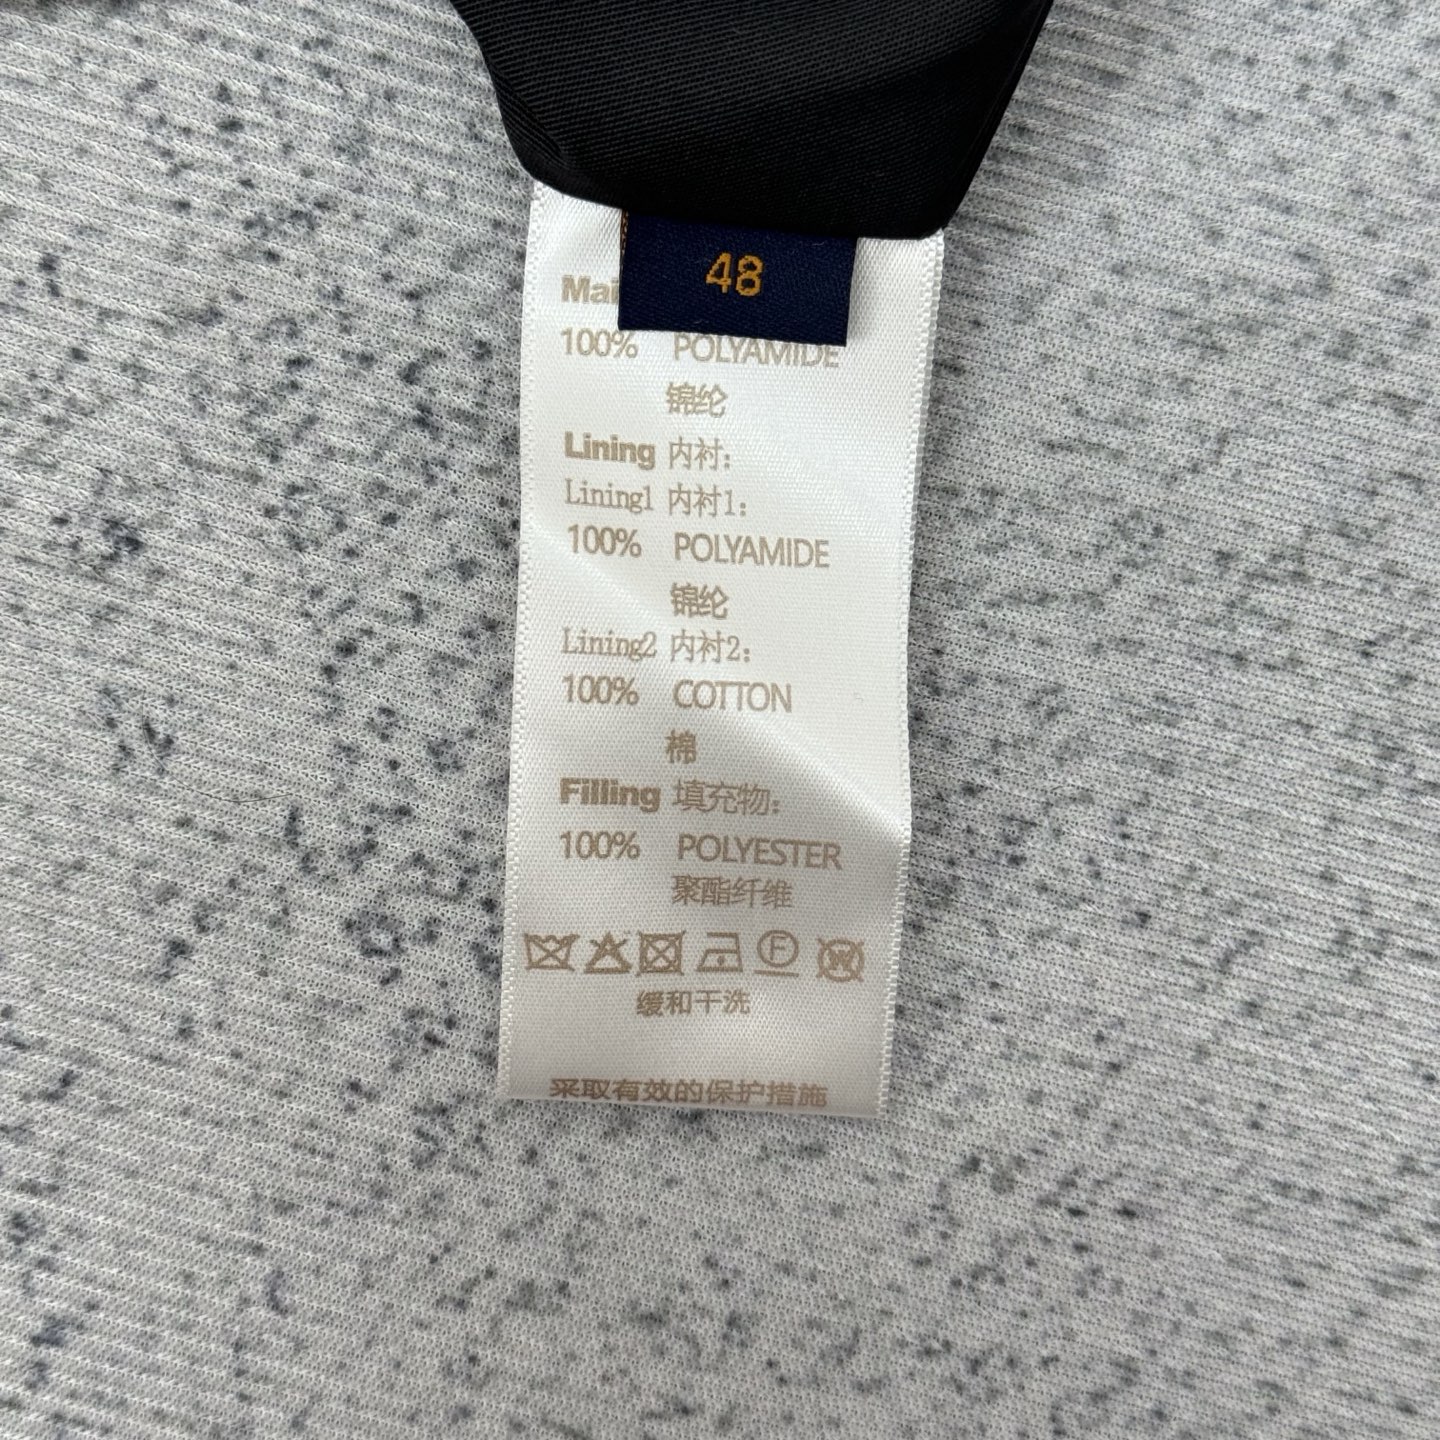 48
Mai
100% POLYAMIDE
锦纶
Lining 内衬:
Lining1 内衬1:
100% POLYAMIDE
锦纶
Lining2 内衬2:
100% COTTON
棉
Filling 填充物:
100% POLYESTER
聚酯纤维
F W
缓和干洗
采取有效的保护措施